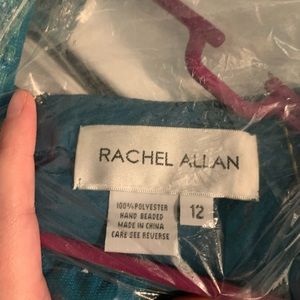 RACHEL ALLAN
100% POLYESTER
HAND BEADED
MADE IN CHINA
CARE SEE REVERSE
12